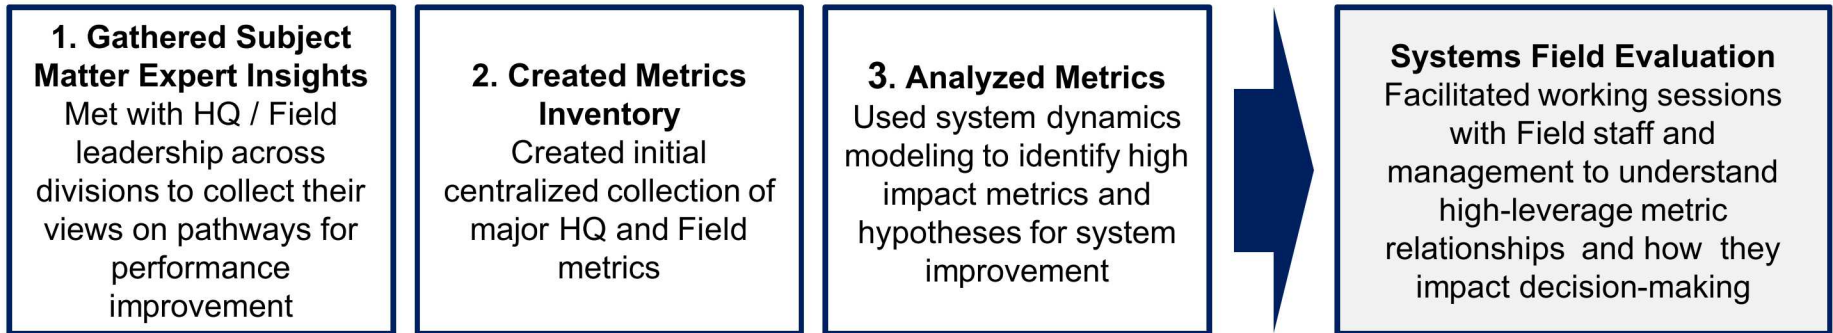 1. Gathered Subject
Matter Expert Insights
Met with HQ / Field
leadership across
divisions to collect their
views on pathways for
performance
improvement
2. Created Metrics
Inventory
Created initial
centralized collection of
major HQ and Field
metrics
3. Analyzed Metrics
Used system dynamics
modeling to identify high
impact metrics and
hypotheses for system
improvement
Systems Field Evaluation
Facilitated working sessions
with Field staff and
management to understand
high-leverage metric
relationships and how they
impact decision-making